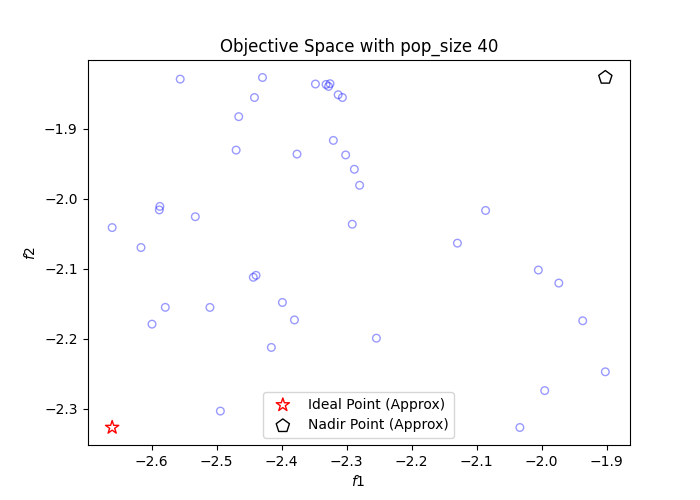 Objective Space with pop_size 40
f2
−1.9
−2.0
−2.1
−2.2
−2.3
Ideal Point (Approx)
Nadir Point (Approx)
−2.6
−2.5
−2.4
−2.3
−2.2
−2.1
−2.0
−1.9
f1